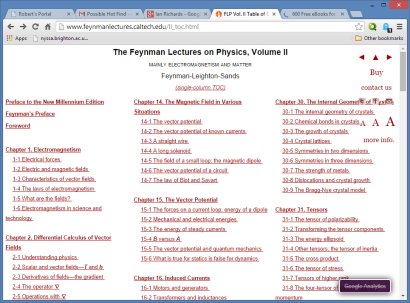 Robert's Portal
Possible Hot Find
Ian Richards - Googl
FLP Vol. II Table of
600 Free eBooks fo
www.feynmanlectures.caltech.edu/II_toc.html
nyssa.brighton.ac.u...
Other bookmarks
The Feynman Lectures on Physics, Volume II
MAINLY ELECTROMAGNETISM AND MATTER
Feynman-Leighton-Sands
(single-column TOC)
Buy
contact us
A A A
more info.
Preface to the New Millennium Edition
Feynman's Preface
Foreword
Chapter 1. Electromagnetism
1-1 Electrical forces
1-2 Electric and magnetic fields
1-3 Characteristics of vector fields
1-4 The laws of electromagnetism
1-5 What are the fields?
1-6 Electromagnetism in science and
technology
Chapter 2. Differential Calculus of Vector
Fields
2-1 Understanding physics
2-2 Scalar and vector fields—T and h
2-3 Derivatives of fields—the gradient
2-4 The operator ∇
2-5 Operations with ∇
Chapter 14. The Magnetic Field in Various
Situations
14-1 The vector potential
14-2 The vector potential of known currents
14-3 A straight wire
14-4 A long solenoid
14-5 The field of a small loop; the magnetic dipole
14-6 The vector potential of a circuit
14-7 The law of Biot and Savart
Chapter 15. The Vector Potential
15-1 The forces on a current loop; energy of a dipole
15-2 Mechanical and electrical energies
15-3 The energy of steady currents
15-4 B versus A
15-5 The vector potential and quantum mechanics
15-6 What is true for statics is false for dynamics
Chapter 16. Induced Currents
16-1 Motors and generators
16-2 Transformers and inductances
Chapter 30. The Internal Geometry of Crystals
30-1 The internal geometry of crystals
30-2 Chemical bonds in crystals
30-3 The growth of crystals
30-4 Crystal lattices
30-5 Symmetries in two dimensions
30-6 Symmetries in three dimensions
30-7 The strength of metals
30-8 Dislocations and crystal growth
30-9 The Bragg-Nye crystal model
Chapter 31. Tensors
31-1 The tensor of polarizability
31-2 Transforming the tensor components
31-3 The energy ellipsoid
31-4 Other tensors; the tensor of inertia
31-5 The cross product
31-6 The tensor of stress
31-7 Tensors of higher rank
31-8 The four-tensor of electromagnetic
momentum
Google Analytics